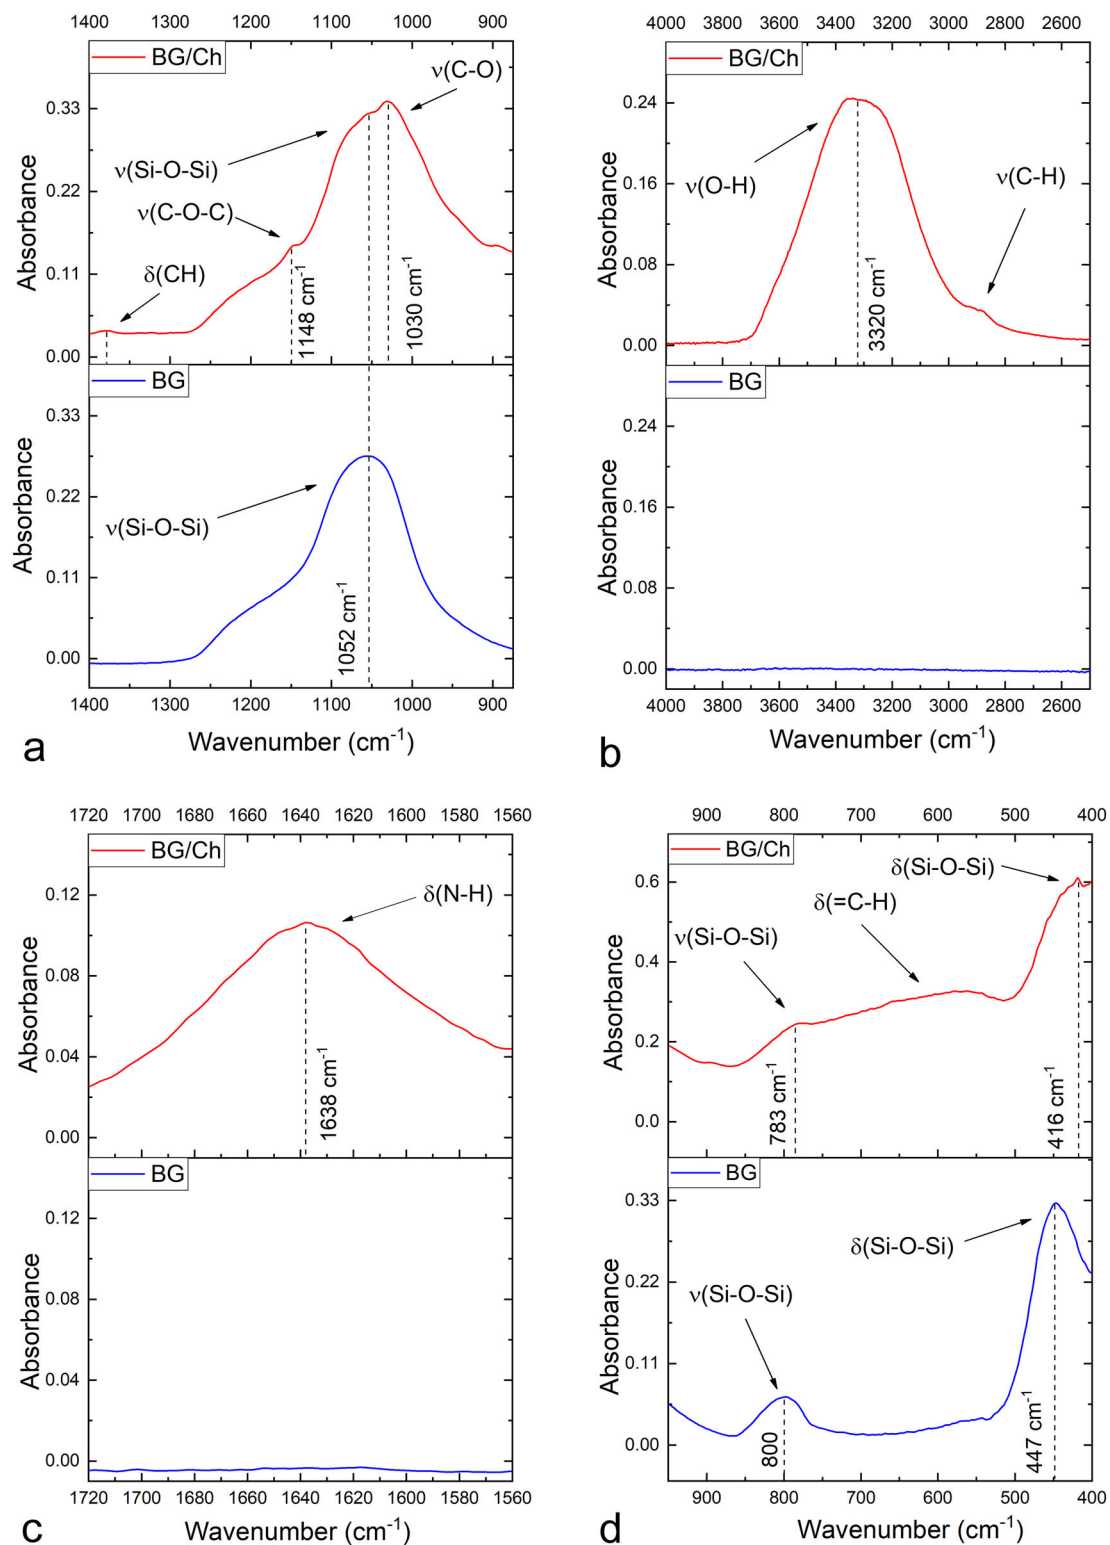 1400 1300 1200 1100 1000 900
BG/Ch
ν(C-O)
ν(Si-O-Si)
ν(C-O-C)
δ(CH)
1148 cm⁻¹
1030 cm⁻¹
0.33
0.22
0.11
0.00
Absorbance
BG
ν(Si-O-Si)
1052 cm⁻¹
0.33
0.22
0.11
0.00
Absorbance
1400 1300 1200 1100 1000 900
Wavenumber (cm⁻¹)
a
4000 3800 3600 3400 3200 3000 2800 2600
BG/Ch
ν(O-H)
ν(C-H)
3320 cm⁻¹
0.24
0.16
0.08
0.00
Absorbance
BG
0.24
0.16
0.08
0.00
Absorbance
4000 3800 3600 3400 3200 3000 2800 2600
Wavenumber (cm⁻¹)
b
1720 1700 1680 1660 1640 1620 1600 1580 1560
BG/Ch
δ(N-H)
1638 cm⁻¹
0.12
0.08
0.04
0.00
Absorbance
BG
0.12
0.08
0.04
0.00
Absorbance
1720 1700 1680 1660 1640 1620 1600 1580 1560
Wavenumber (cm⁻¹)
c
900 800 700 600 500 400
BG/Ch
δ(Si-O-Si)
δ(=C-H)
ν(Si-O-Si)
783 cm⁻¹
416 cm⁻¹
0.6
0.4
0.2
0.0
Absorbance
BG
δ(Si-O-Si)
ν(Si-O-Si)
800
447 cm⁻¹
0.33
0.22
0.11
0.00
Absorbance
900 800 700 600 500 400
Wavenumber (cm⁻¹)
d